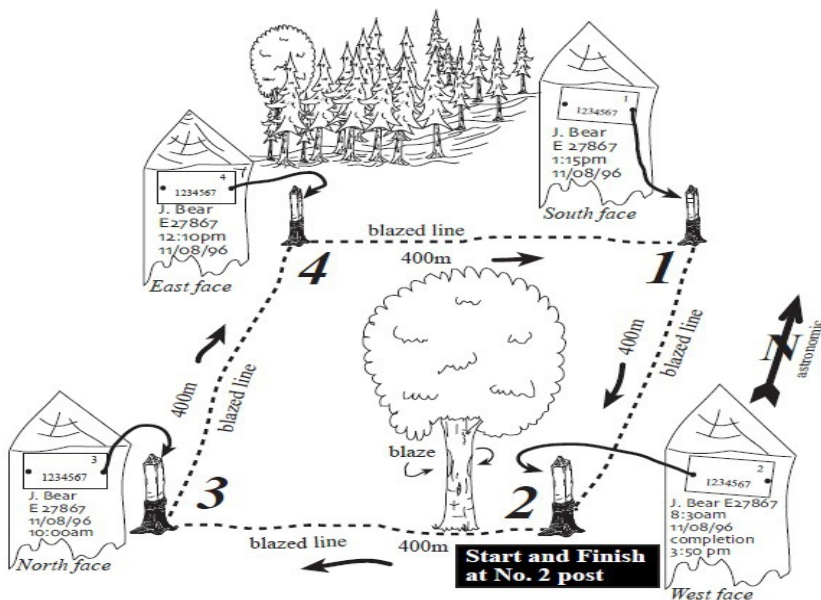 1
1234567
J. Bear
E 27867
1:15pm
11/08/96
South face
4
1234567
J. Bear
E27867
12:10pm
11/08/96
East face
blazed line
4
400m
1
400m
blazed line
N
astronomic
400m
blazed line
blaze
3
1234567
J. Bear
E 27867
11/08/96
10:00am
North face
3
2
2
1234567
J. Bear E27867
8:30am
11/08/96
completion
3:50 pm
West face
blazed line
400m
Start and Finish
at No. 2 post